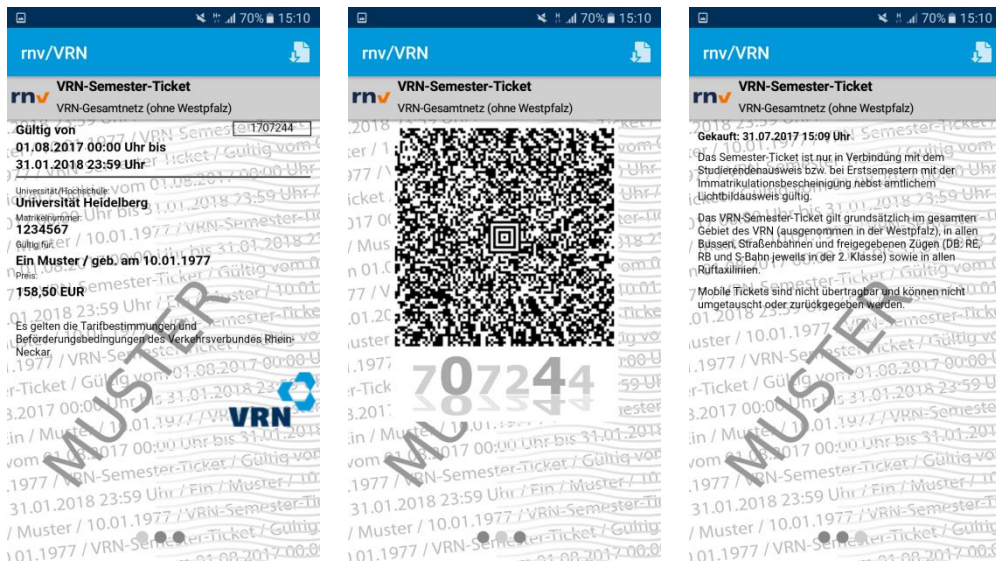 70% 15:10
rnv/VRN
rnv
VRN-Semester-Ticket
VRN-Gesamtnetz (ohne Westpfalz)
Gültig von
1707244
01.08.2017 00:00 Uhr bis
31.01.2018 23:59 Uhr
Universität/Hochschule:
Universität Heidelberg
Matrikelnummer:
1234567
Gültig für:
Ein Muster / geb. am 10.01.1977
Preis:
158,50 EUR
Es gelten die Tarifbestimmungen und
Beförderungsbedingungen des Verkehrsverbundes Rhein-
Neckar.
MUSTER
VRN
70% 15:10
rnv/VRN
rnv
VRN-Semester-Ticket
VRN-Gesamtnetz (ohne Westpfalz)
707244
70% 15:10
rnv/VRN
rnv
VRN-Semester-Ticket
VRN-Gesamtnetz (ohne Westpfalz)
Gekauft: 31.07.2017 15:09 Uhr
Das Semester-Ticket ist nur in Verbindung mit dem
Studierendenausweis bzw. bei Erstsemestern mit der
Immatrikulationsbescheinigung nebst amtlichem
Lichtbildausweis gültig.
Das VRN-Semester-Ticket gilt grundsätzlich im gesamten
Gebiet des VRN (ausgenommen in der Westpfalz), in allen
Bussen, Straßenbahnen und freigegebenen Zügen (DB: RE,
RB und S-Bahn jeweils in der 2. Klasse) sowie in allen
Ruftaxilinien.
Mobile Tickets sind nicht übertragbar und können nicht
umgetauscht oder zurückgegeben werden.
MUSTER